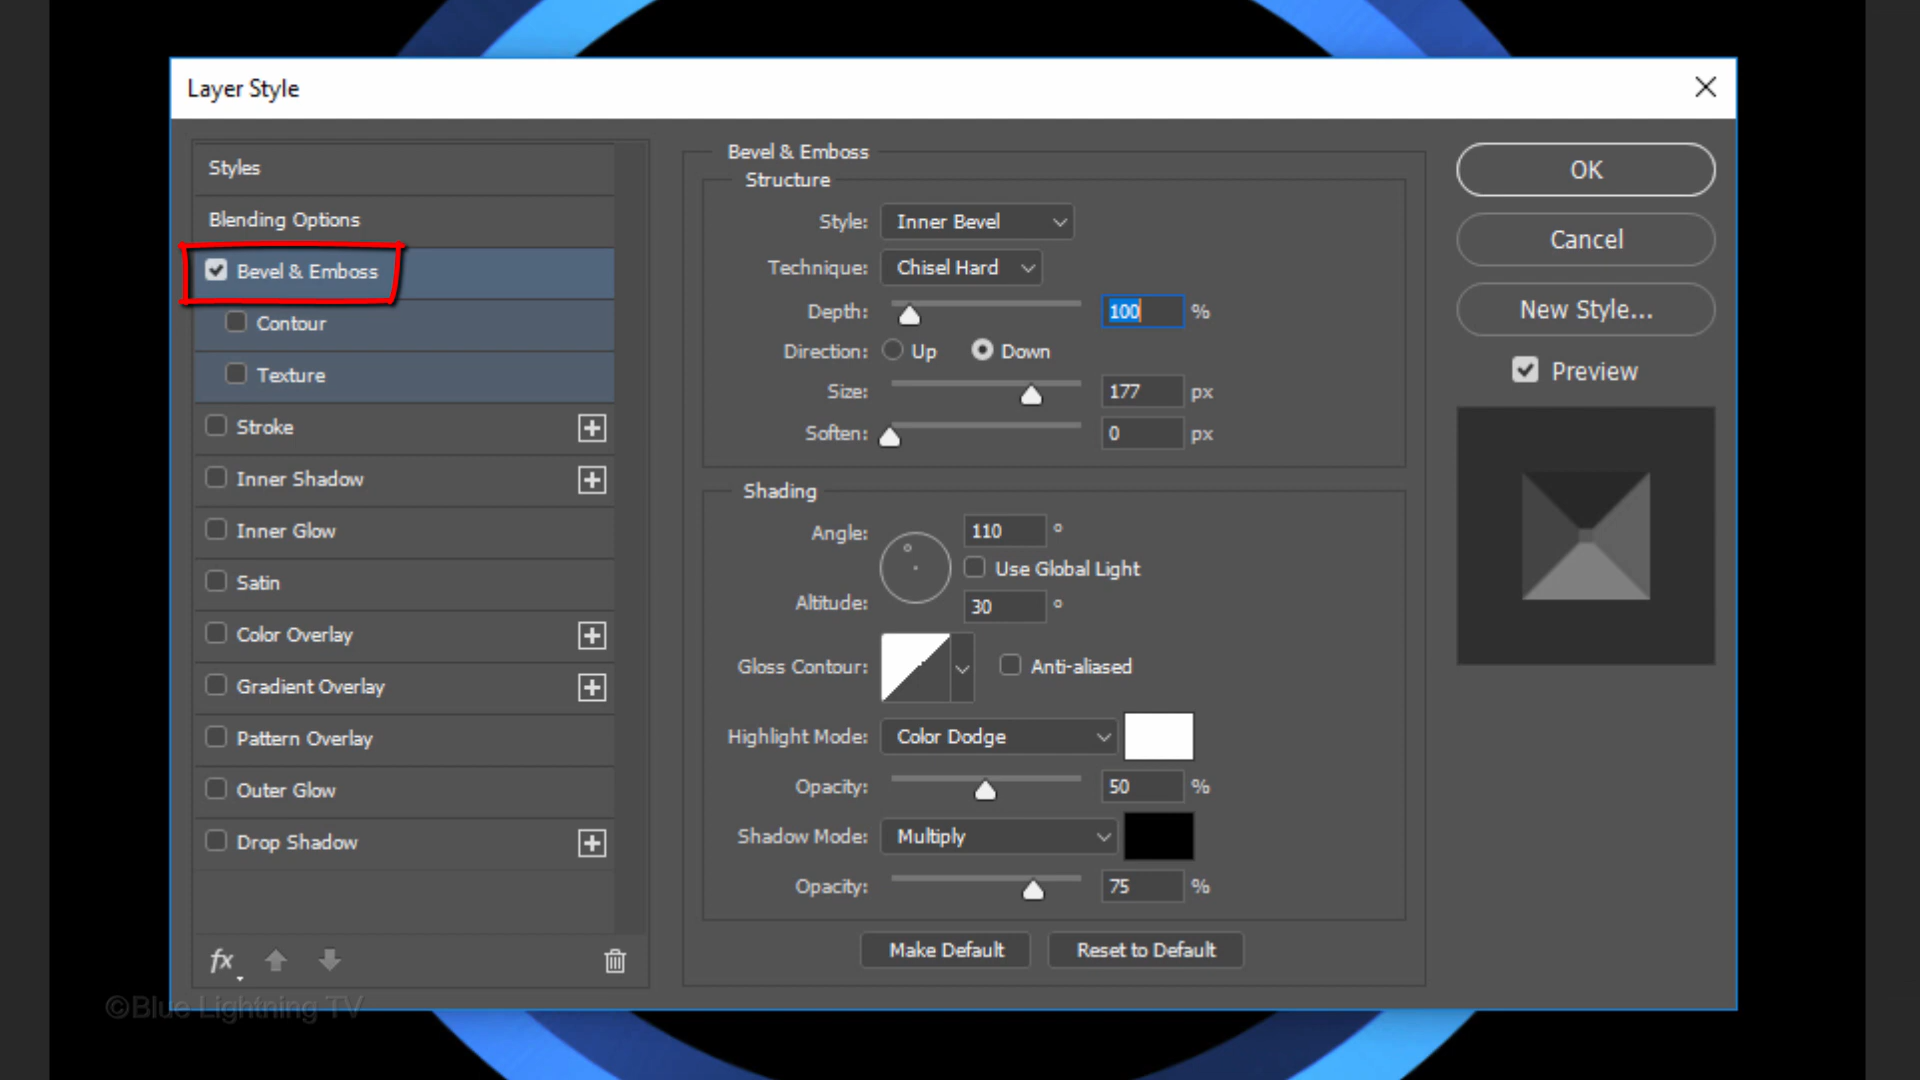 Layer Style
Styles
Blending Options
Bevel & Emboss
Contour
Texture
Stroke
Inner Shadow
Inner Glow
Satin
Color Overlay
Gradient Overlay
Pattern Overlay
Outer Glow
Drop Shadow
fx
Bevel & Emboss
Structure
Style: Inner Bevel
Technique: Chisel Hard
Depth: 100 %
Direction: Up Down
Size: 177 px
Soften: 0 px
Shading
Angle: 110 °
Use Global Light
Altitude: 30 °
Gloss Contour: Anti-aliased
Highlight Mode: Color Dodge
Opacity: 50 %
Shadow Mode: Multiply
Opacity: 75 %
Make Default Reset to Default
OK
Cancel
New Style...
Preview
©Blue Lightning TV